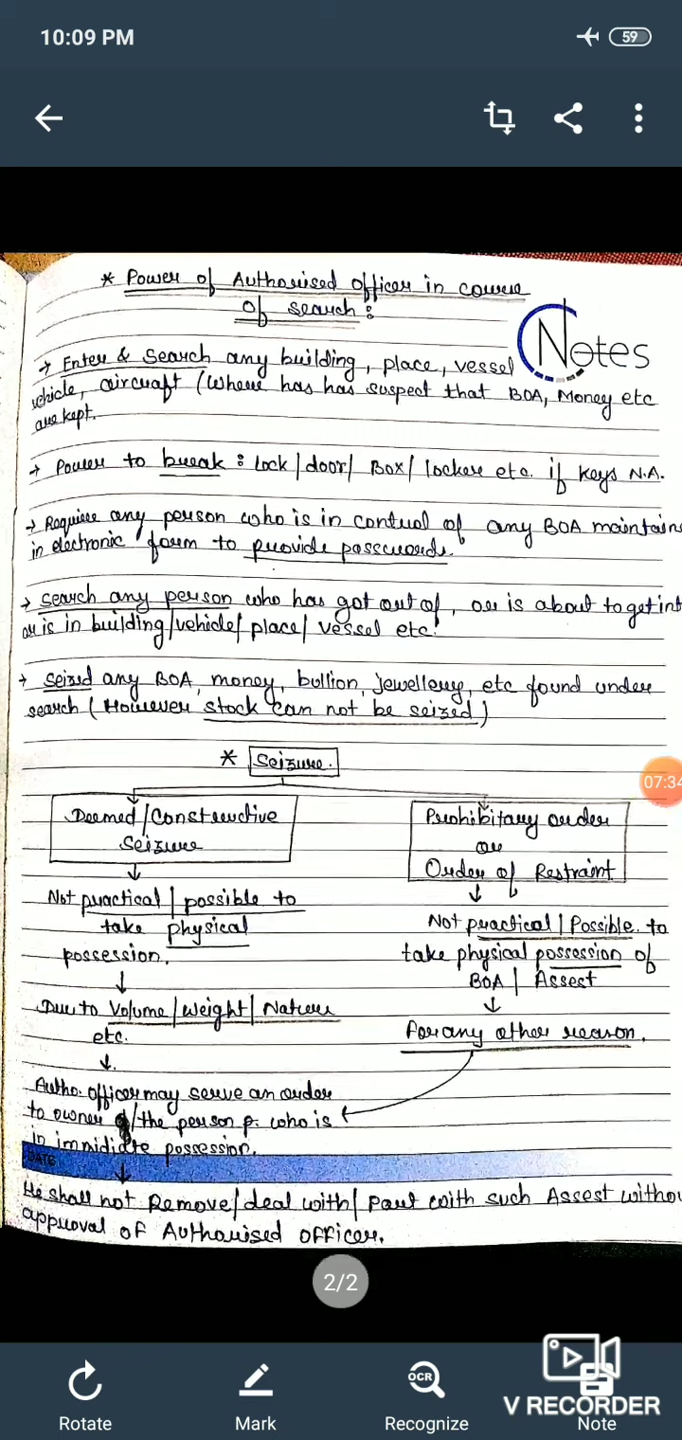 10:09 PM
59
* Power of Authorised officer in course
of search :
Notes
→ Enter & Search any building, place, vessel
vehicle, aircraft (where has has suspect that BOA, Money etc
are kept.
→ Power to break : lock/door/ Box/ lockers etc. if keys N.A.
→ Require any person who is in control of any BOA maintain
in electronic form to provide passwords.
→ Search any person who has got out of, or is about to get int
or is in building/vehicle/ place/ vessel etc.
→ seized any BOA, money, bullion, jewellery, etc found under
search ( However stock can not be seized )
* Seizure.
07:34
Deemed / Constructive
Seizure
Prohibitary order
or
Order of Restraint
Not practical | possible to
take physical
possession.
Not practical | Possible to
take physical possession of
BOA | Assest
Due to Volume/Weight/Nature
etc.
For any other reason.
Autho. officer may serve an order
to owner /the person p. who is
in immidiate possession.
DATE
He shall not Remove/deal with/ Part with such Assest witho
approval of Authorised officer.
2/2
OCR
V RECORDER
Rotate
Mark
Recognize
Note